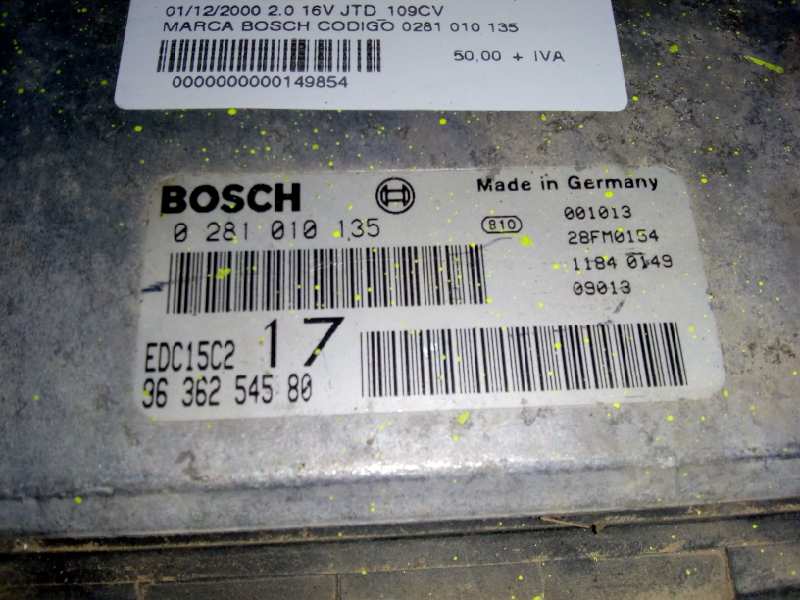 01/12/2000 2.0 16V JTD 109CV
MARCA BOSCH CODIGO 0281 010 135
50,00 + IVA
0000000000149854
BOSCH
Made in Germany
0 281 010 135
810
001013
28FM0154
1184 0149
09013
EDC15C2 17
96 362 545 80